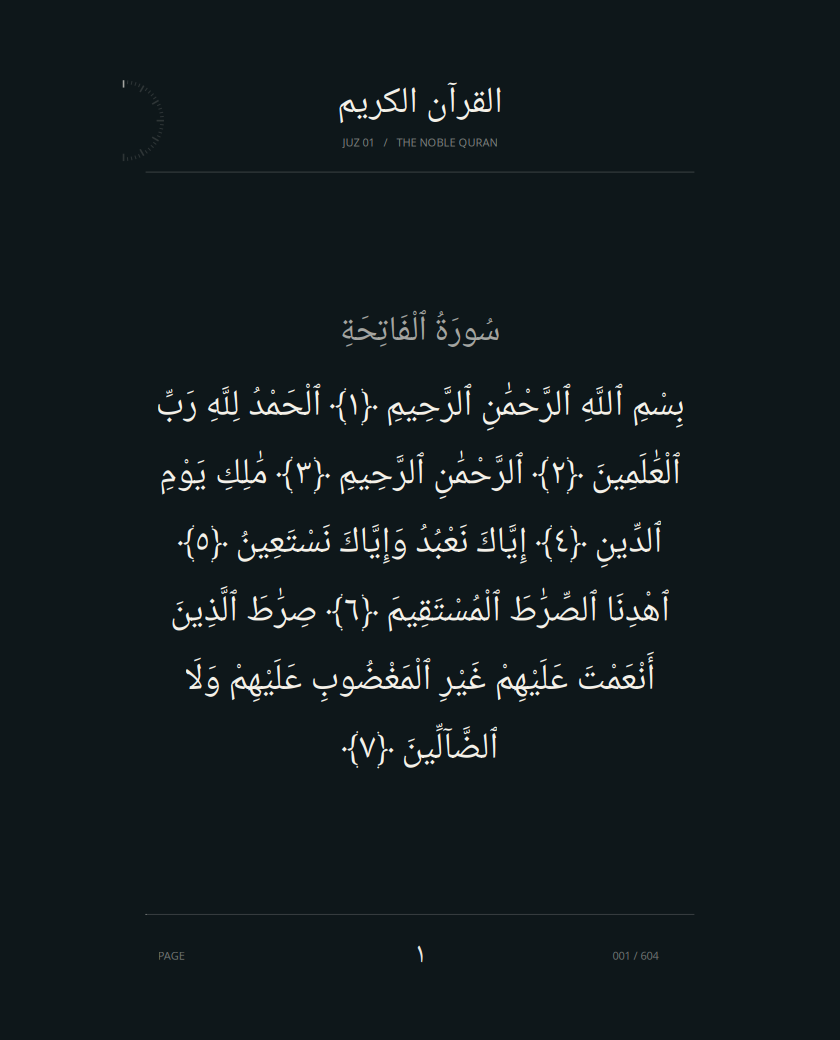 القرآن الكريم
JUZ 01 / THE NOBLE QURAN
سُورَةُ ٱلْفَاتِحَةِ
بِسْمِ ٱللَّهِ ٱلرَّحْمَٰنِ ٱلرَّحِيمِ ﴿١﴾ ٱلْحَمْدُ لِلَّهِ رَبِّ
ٱلْعَٰلَمِينَ ﴿٢﴾ ٱلرَّحْمَٰنِ ٱلرَّحِيمِ ﴿٣﴾ مَٰلِكِ يَوْمِ
ٱلدِّينِ ﴿٤﴾ إِيَّاكَ نَعْبُدُ وَإِيَّاكَ نَسْتَعِينُ ﴿٥﴾
ٱهْدِنَا ٱلصِّرَٰطَ ٱلْمُسْتَقِيمَ ﴿٦﴾ صِرَٰطَ ٱلَّذِينَ
أَنْعَمْتَ عَلَيْهِمْ غَيْرِ ٱلْمَغْضُوبِ عَلَيْهِمْ وَلَا
ٱلضَّآلِّينَ ﴿٧﴾
PAGE ١ 001 / 604